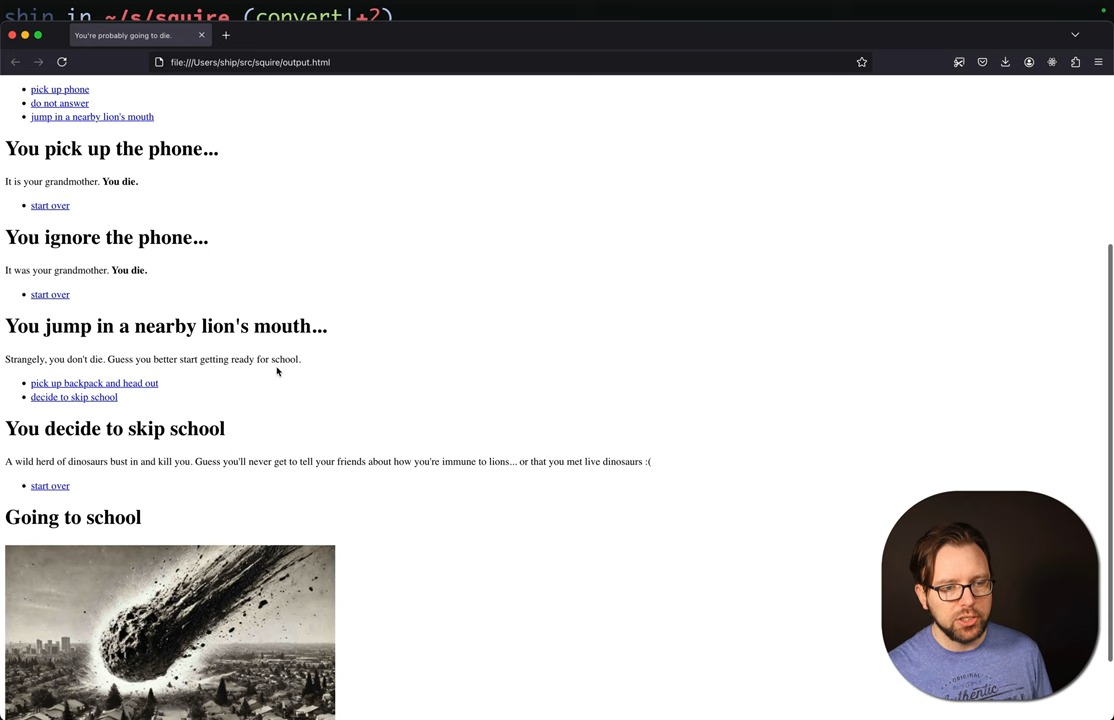 ship in ~/s/squire (convert|+2)
You're probably going to die.
file:///Users/ship/src/squire/output.html
pick up phone
do not answer
jump in a nearby lion's mouth
You pick up the phone...
It is your grandmother. You die.
start over
You ignore the phone...
It was your grandmother. You die.
start over
You jump in a nearby lion's mouth...
Strangely, you don't die. Guess you better start getting ready for school.
pick up backpack and head out
decide to skip school
You decide to skip school
A wild herd of dinosaurs bust in and kill you. Guess you'll never get to tell your friends about how you're immune to lions... or that you met live dinosaurs :(
start over
Going to school
ORIGINAL
Authentic